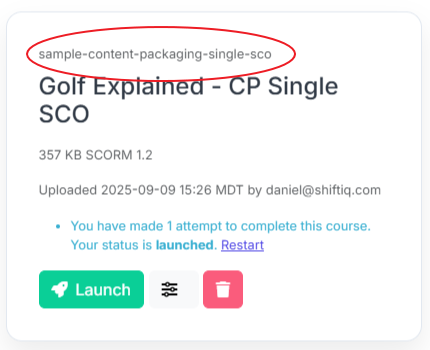 sample-content-packaging-single-sco
Golf Explained - CP Single
SCO
357 KB SCORM 1.2
Uploaded 2025-09-09 15:26 MDT by daniel@shiftiq.com
• You have made 1 attempt to complete this course.
Your status is launched. Restart
Launch